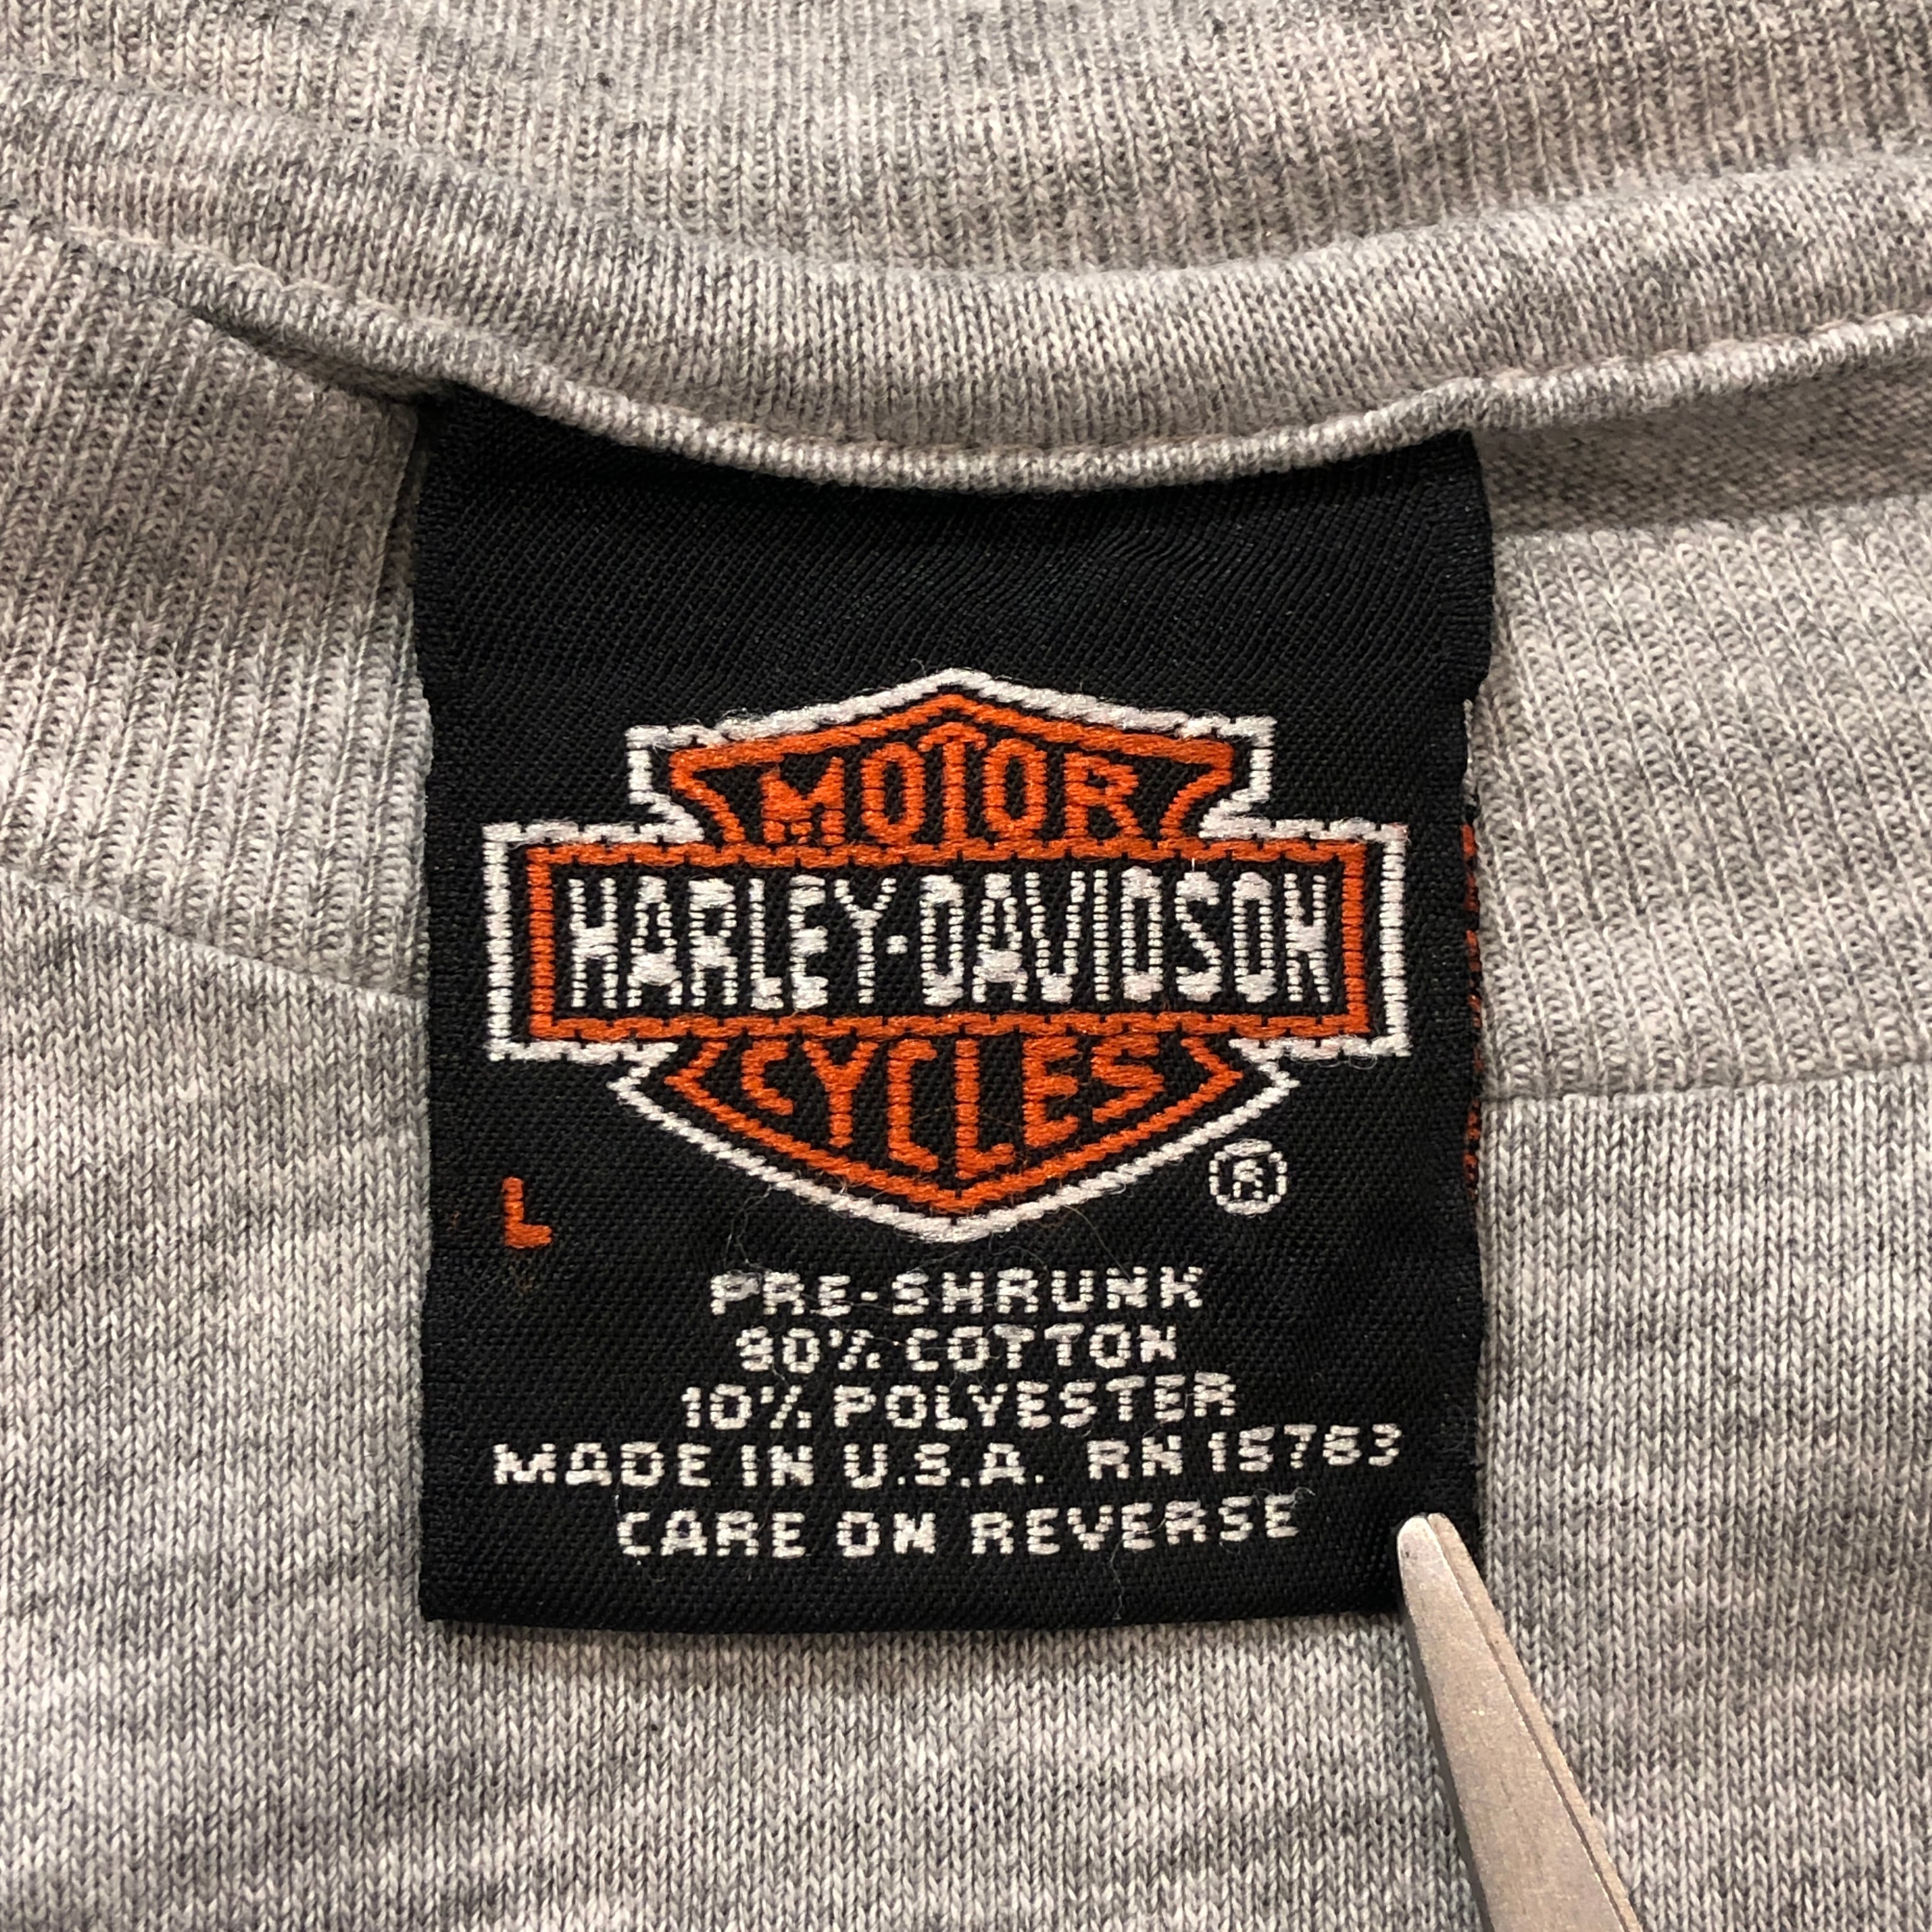 MOTOR
HARLEY-DAVIDSON
CYCLES
®
L
PRE-SHRUNK
90% COTTON
10% POLYESTER
MADE IN U.S.A. RN 15763
CARE ON REVERSE